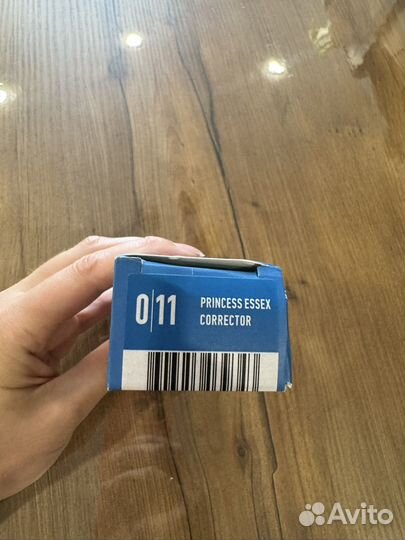 0|11
PRINCESS ESSEX
CORRECTOR
Avito